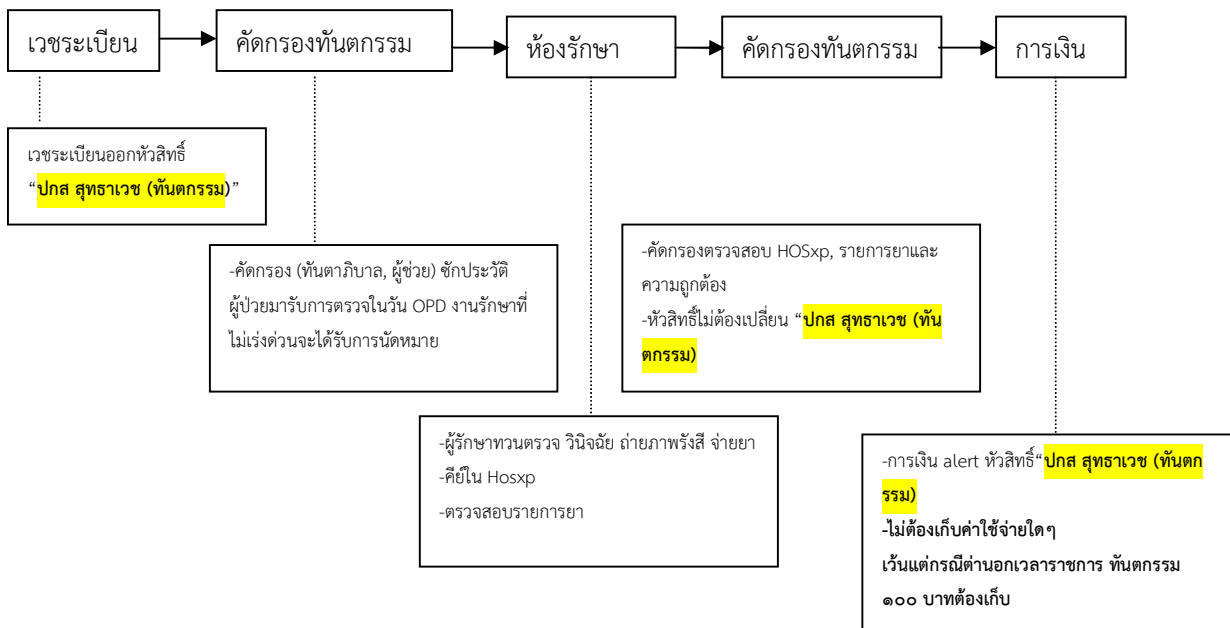 เวชระเบียน
คัดกรองทันตกรรม
ห้องรักษา
คัดกรองทันตกรรม
การเงิน
เวชระเบียนออกหัวสิทธิ์
“ปกส สุทธาเวช (ทันตกรรม)”
-คัดกรอง (ทันตาภิบาล, ผู้ช่วย) ซักประวัติ
ผู้ป่วยมารับการตรวจในวัน OPD งานรักษาที่
ไม่เร่งด่วนจะได้รับการนัดหมาย
-คัดกรองตรวจสอบ HOSxp, รายการยาและ
ความถูกต้อง
-หัวสิทธิ์ไม่ต้องเปลี่ยน “ปกส สุทธาเวช (ทัน
ตกรรม)
-ผู้รักษาทวนตรวจ วินิจฉัย ถ่ายภาพรังสี จ่ายยา
-คีย์ใน Hosxp
-ตรวจสอบรายการยา
-การเงิน alert หัวสิทธิ์“ปกส สุทธาเวช (ทันตก
รรม)
-ไม่ต้องเก็บค่าใช้จ่ายใดๆ
เว้นแต่กรณีต่านอกเวลาราชการ ทันตกรรม
๑๐๐ บาทต้องเก็บ